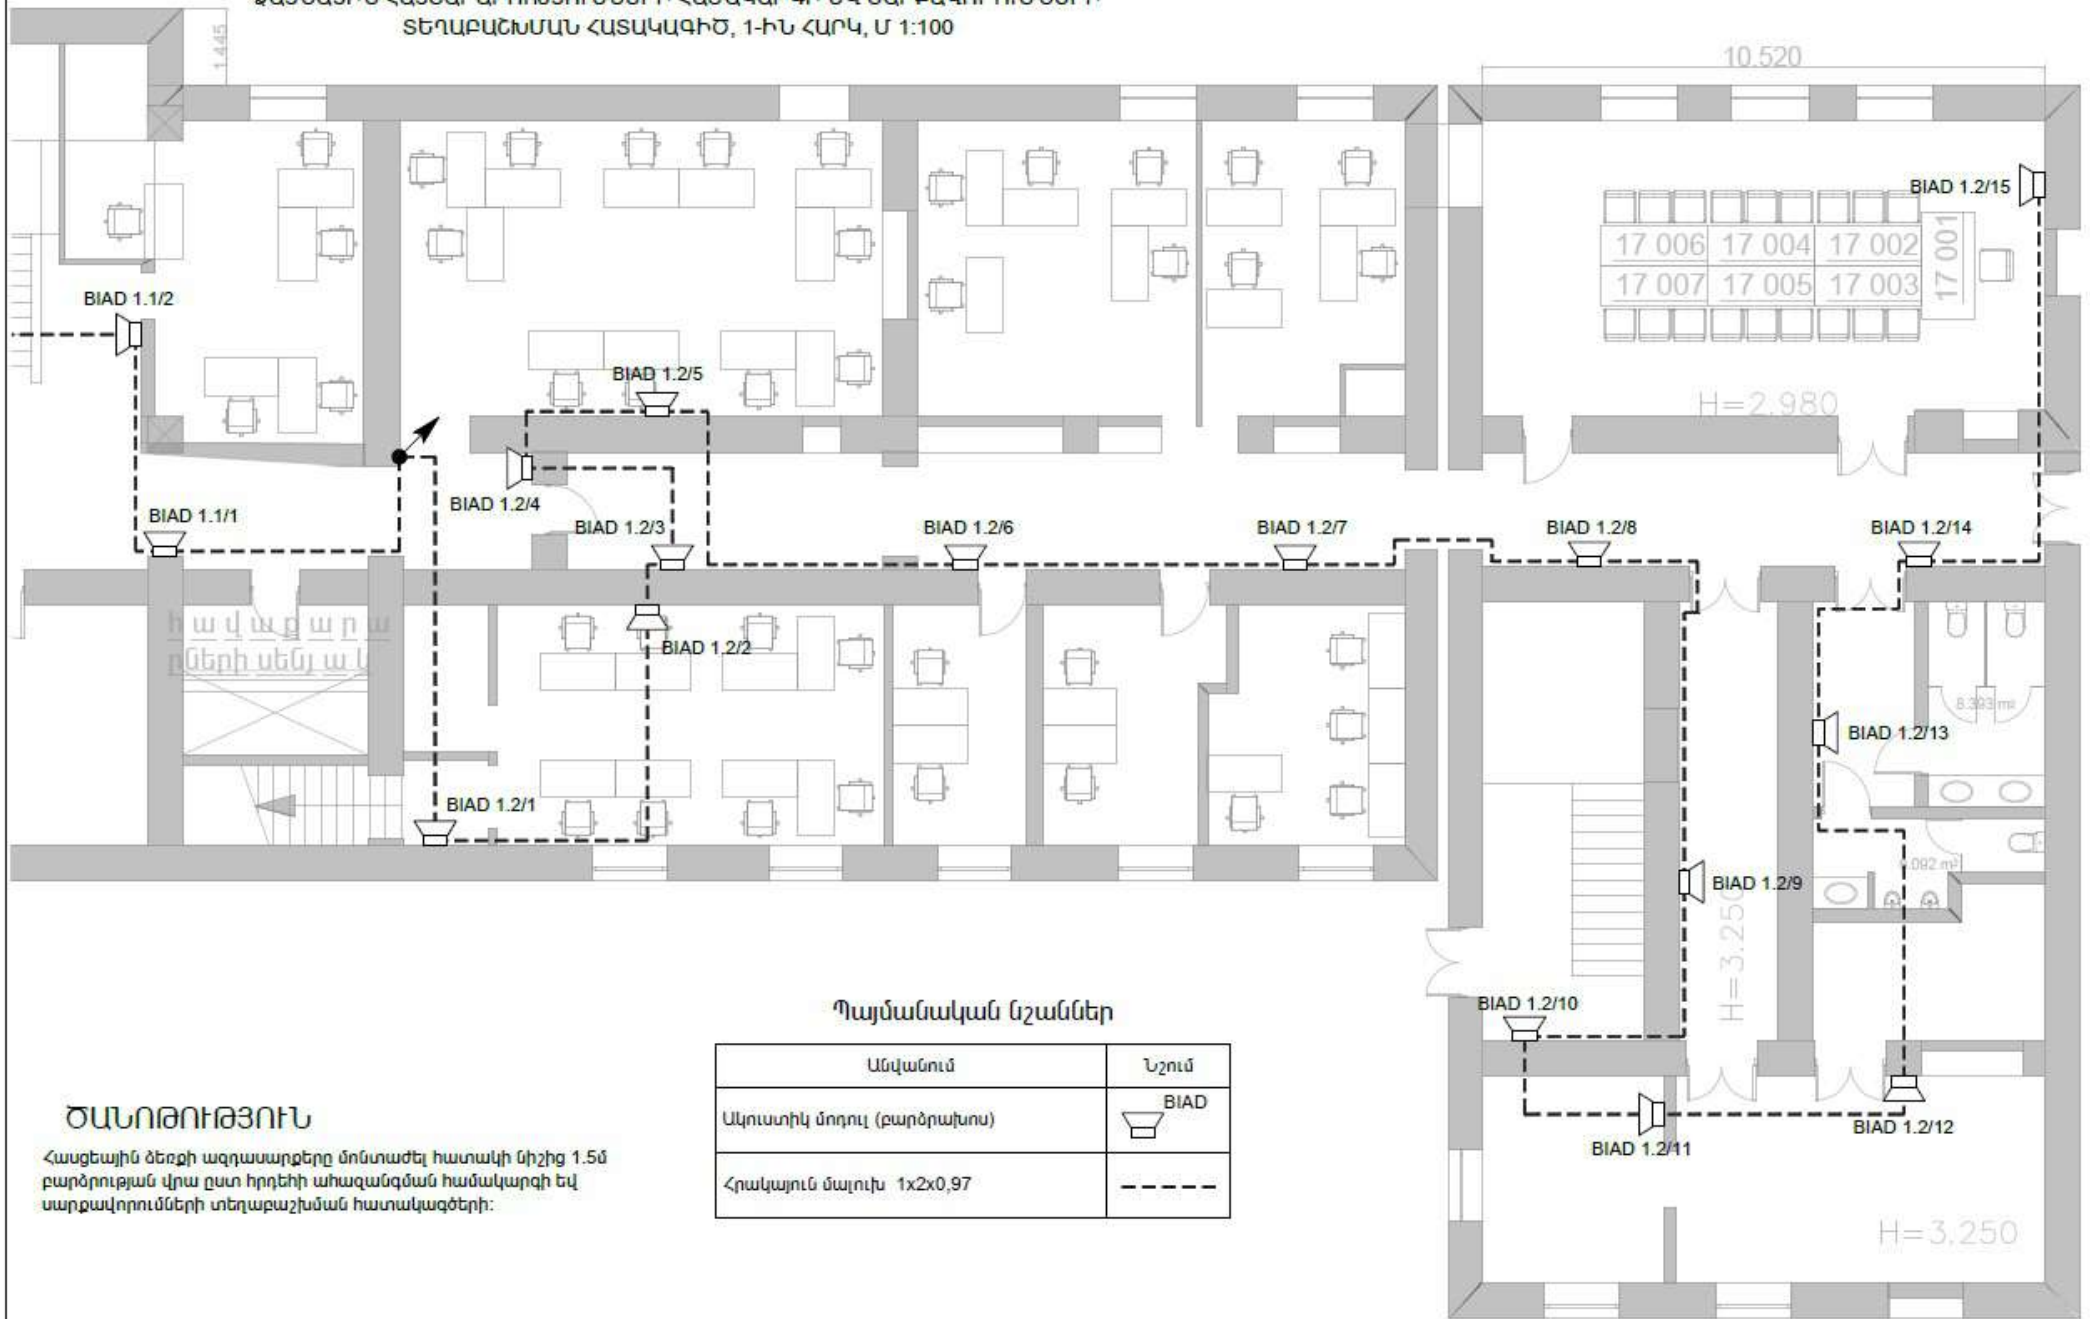 ՏԵՂԱԲԱՇԽՄԱՆ ՀԱՏԱԿԱԳԻԾ, 1-ԻՆ ՀԱՐԿ, Մ 1:100
1.445
10.520
BIAD 1.2/15
17 006 17 004 17 002
17 007 17 005 17 003
17 001
BIAD 1.1/2
BIAD 1.2/5
H=2.980
BIAD 1.2/4
BIAD 1.1/1
BIAD 1.2/3
BIAD 1.2/6
BIAD 1.2/7
BIAD 1.2/8
BIAD 1.2/14
BIAD 1.2/2
8.393 m²
BIAD 1.2/13
BIAD 1.2/1
BIAD 1.2/9
H=3.250
BIAD 1.2/10
BIAD 1.2/12
BIAD 1.2/11
H=3.250
Պայմանական նշաններ
Անվանում Նշում
Ակուստիկ մոդուլ (բարձրախոս) BIAD
Հրակայուն մալուխ 1x2x0,97
ԾԱՆՈԹՈՒԹՅՈՒՆ
Հասցեային ձեռքի ազդասարքերը մոնտաժել հատակի նիշից 1.5մ
բարձրության վրա ըստ հրդեհի ահազանգման համակարգի եվ
սարքավորումների տեղաբաշխման հատակագծերի: